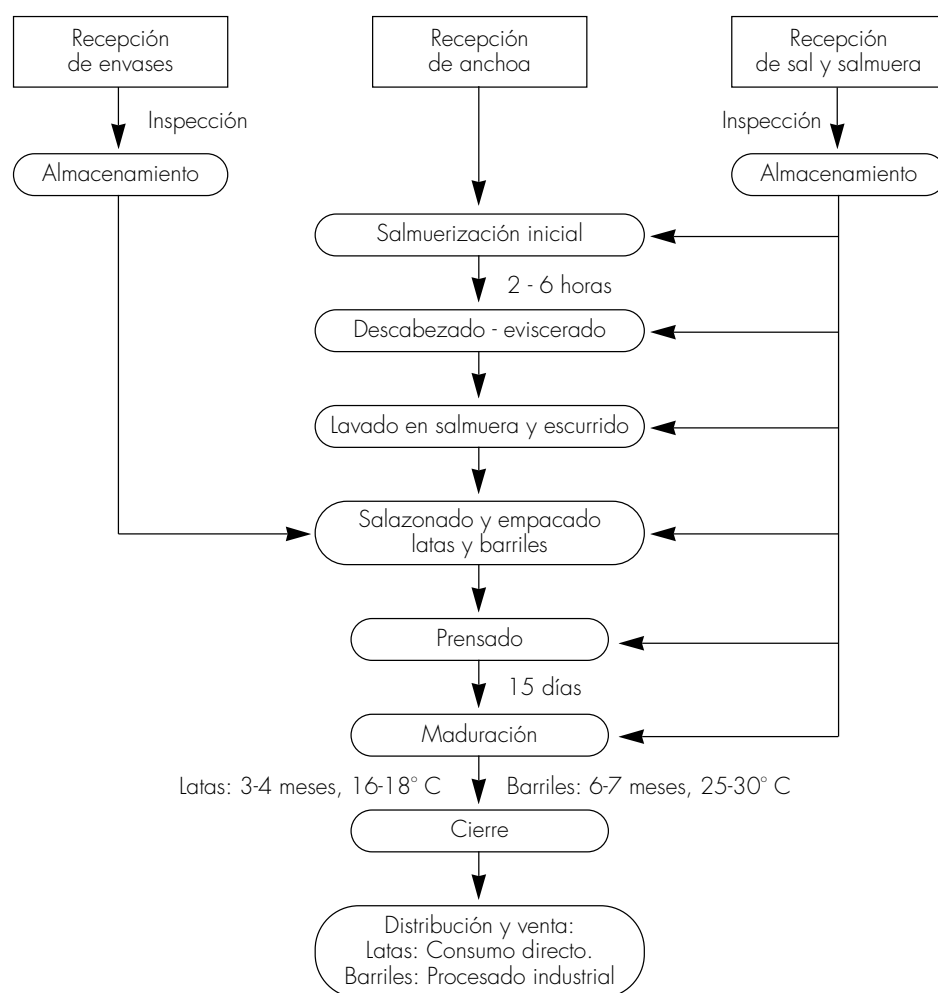 Recepción
de envases
Recepción
de anchoa
Recepción
de sal y salmuera
Inspección
Inspección
Almacenamiento
Almacenamiento
Salmuerización inicial
2 - 6 horas
Descabezado - eviscerado
Lavado en salmuera y escurrido
Salazonado y empacado
latas y barriles
Prensado
15 días
Maduración
Latas: 3-4 meses, 16-18° C
Barriles: 6-7 meses, 25-30° C
Cierre
Distribución y venta:
Latas: Consumo directo.
Barriles: Procesado industrial